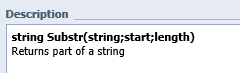 Description
string Substr(string;start;length)
Returns part of a string